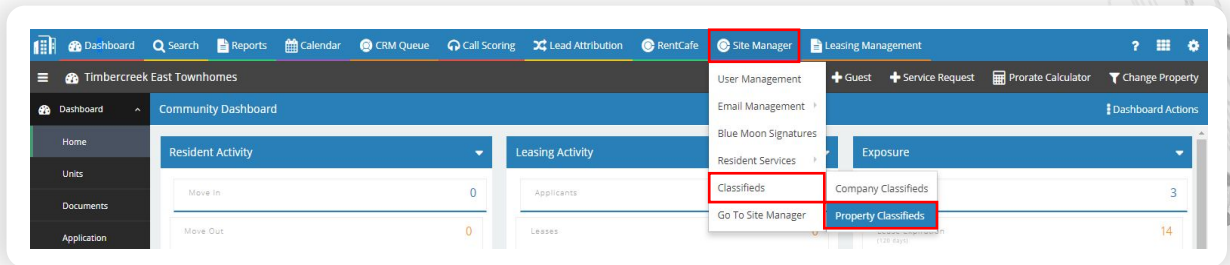 Dashboard Search Reports Calendar CRM Queue Call Scoring Lead Attribution RentCafe Site Manager Leasing Management ?
Timbercreek East Townhomes Guest Service Request Prorate Calculator Change Property
Dashboard
Home
Units
Documents
Application
Community Dashboard Dashboard Actions
Resident Activity
Move In 0
Move Out 0
Leasing Activity
Applicants
Leases 0
User Management
Email Management
Blue Moon Signatures
Resident Services
Classifieds
Go To Site Manager
Company Classifieds
Property Classifieds
Exposure
3
14